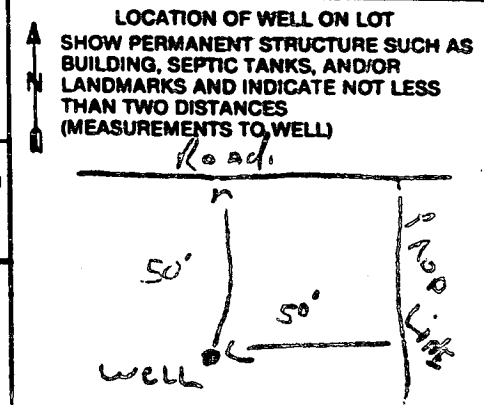 LOCATION OF WELL ON LOT
SHOW PERMANENT STRUCTURE SUCH AS
BUILDING, SEPTIC TANKS, AND/OR
N LANDMARKS AND INDICATE NOT LESS
THAN TWO DISTANCES
(MEASUREMENTS TO WELL)
Road.
50'
50'
Prop Line
well